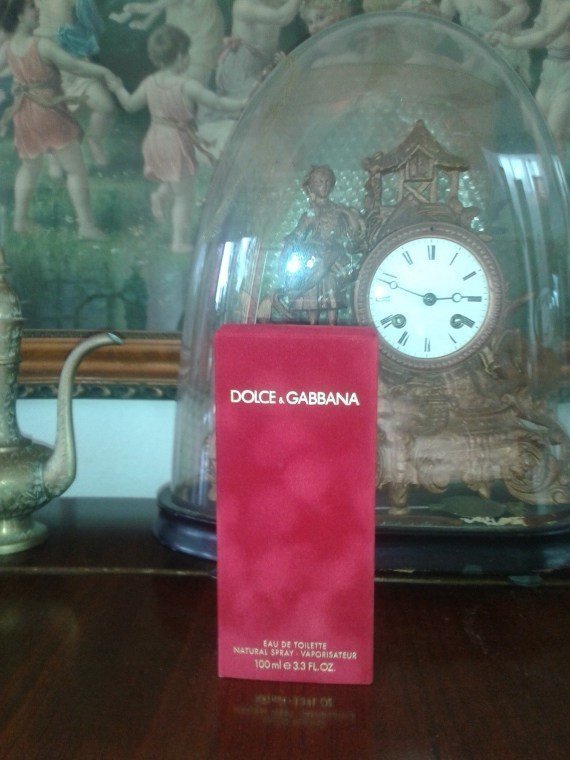 DOLCE & GABBANA
EAU DE TOILETTE
NATURAL SPRAY - VAPORISATEUR
100 ml e 3.3 FL.OZ.